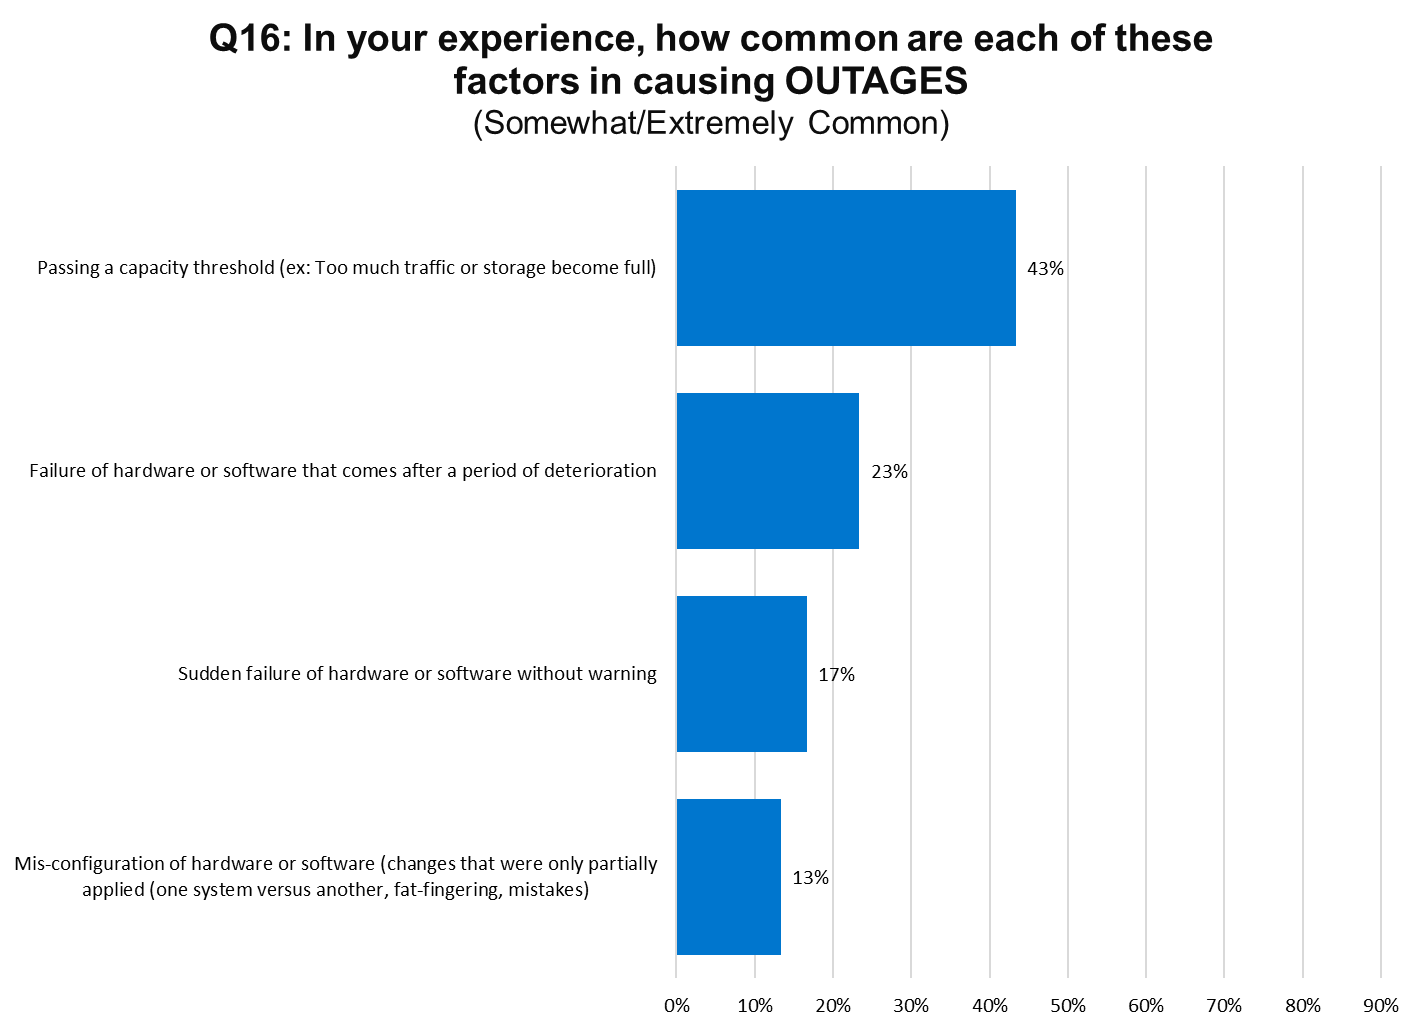 Q16: In your experience, how common are each of these
factors in causing OUTAGES
(Somewhat/Extremely Common)
Passing a capacity threshold (ex: Too much traffic or storage become full)
43%
Failure of hardware or software that comes after a period of deterioration
23%
Sudden failure of hardware or software without warning
17%
Mis-configuration of hardware or software (changes that were only partially
applied (one system versus another, fat-fingering, mistakes)
13%
0% 10% 20% 30% 40% 50% 60% 70% 80% 90%